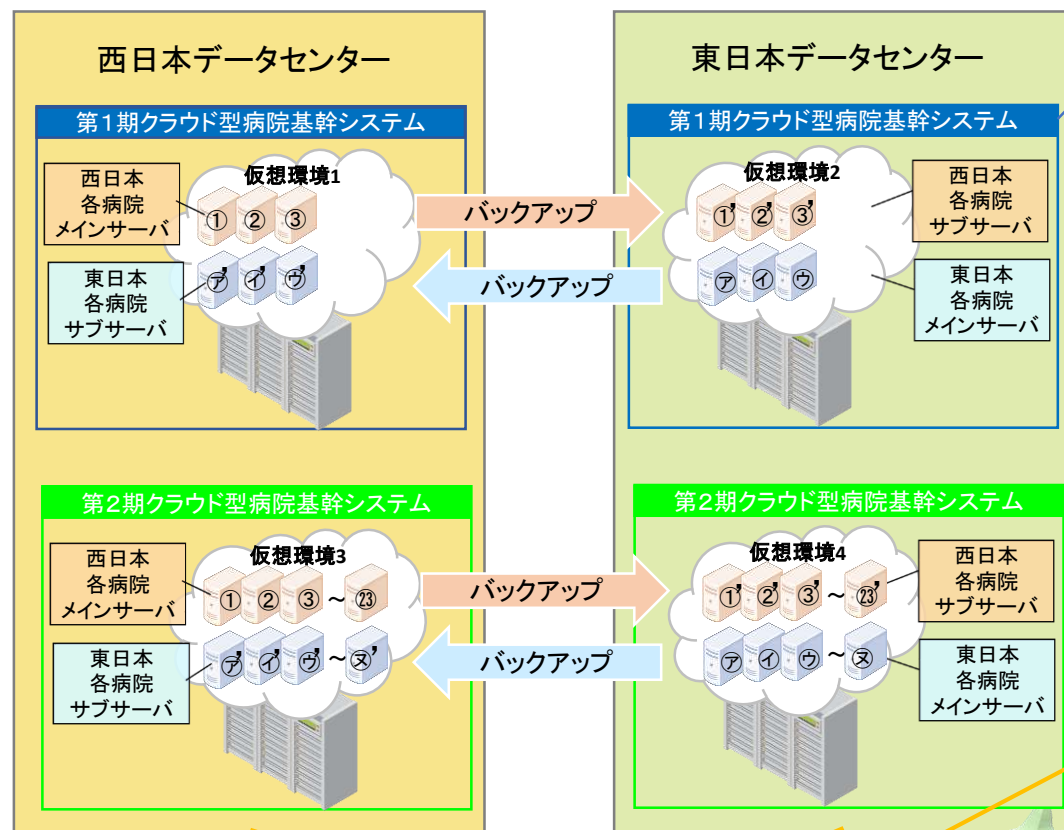 西日本データセンター
第1期クラウド型病院基幹システム
仮想環境1
西日本
各病院
メインサーバ
① ② ③
東日本
各病院
サブサーバ
㋐’ ㋑’ ㋒’
バックアップ
バックアップ
東日本データセンター
第1期クラウド型病院基幹システム
仮想環境2
①’ ②’ ③’
西日本
各病院
サブサーバ
㋐ ㋑ ㋒
東日本
各病院
メインサーバ
第2期クラウド型病院基幹システム
仮想環境3
西日本
各病院
メインサーバ
① ② ③ ~ ㉓
東日本
各病院
サブサーバ
㋐’ ㋑’ ㋒’ ~ ㋦’
バックアップ
バックアップ
第2期クラウド型病院基幹システム
仮想環境4
①’ ②’ ③’ ~ ㉓’
西日本
各病院
サブサーバ
㋐ ㋑ ㋒ ~ ㋦
東日本
各病院
メインサーバ